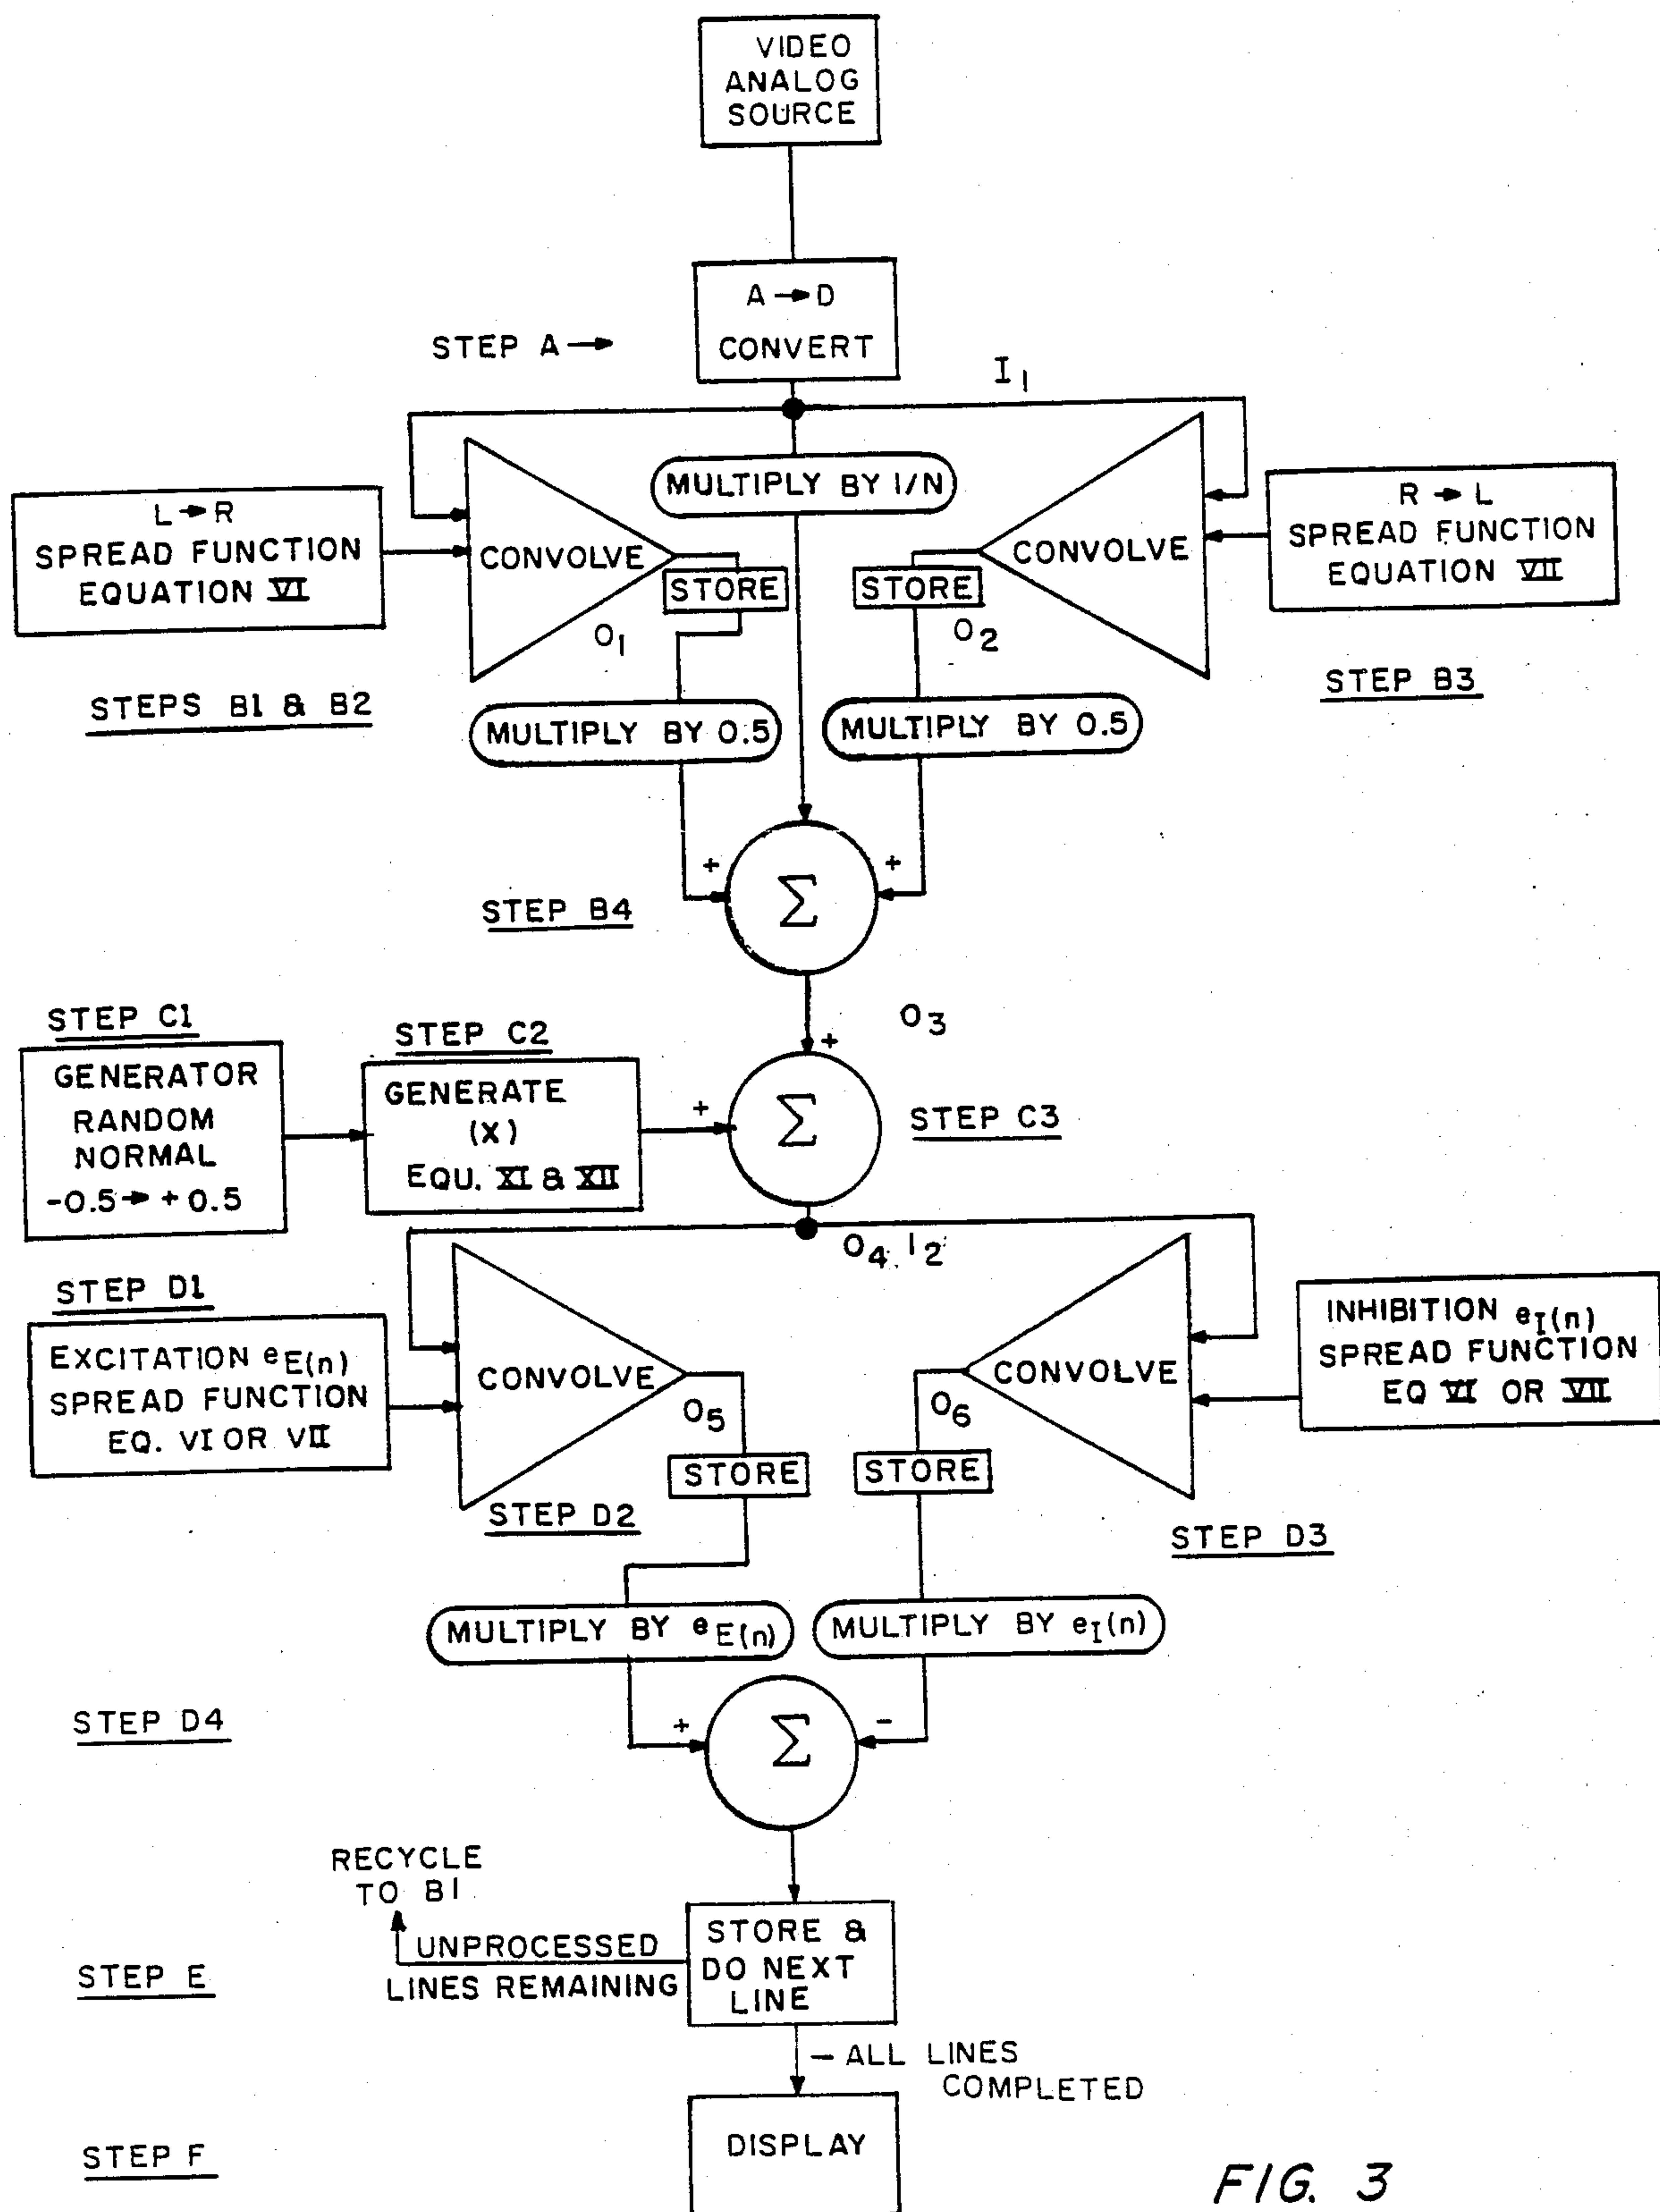 VIDEO
ANALOG
SOURCE
A → D
CONVERT
STEP A →
I₁
MULTIPLY BY 1/N
L → R
SPREAD FUNCTION
EQUATION VI
CONVOLVE
STORE
O₁
STORE
O₂
CONVOLVE
R → L
SPREAD FUNCTION
EQUATION VII
STEPS B1 & B2
STEP B3
MULTIPLY BY 0.5
MULTIPLY BY 0.5
+
+
Σ
STEP B4
O₃
+
STEP C1
GENERATOR
RANDOM
NORMAL
-0.5 → + 0.5
STEP C2
GENERATE
(X)
EQU. XI & XII
+
Σ
STEP C3
O₄, I₂
STEP D1
EXCITATION eE(n)
SPREAD FUNCTION
EQ. VI OR VII
CONVOLVE
O₅
STORE
STEP D2
O₆
STORE
CONVOLVE
INHIBITION eI(n)
SPREAD FUNCTION
EQ VI OR VII
STEP D3
MULTIPLY BY eE(n)
MULTIPLY BY eI(n)
STEP D4
+
-
Σ
RECYCLE
TO B1
UNPROCESSED
LINES REMAINING
STORE &
DO NEXT
LINE
STEP E
— ALL LINES
COMPLETED
DISPLAY
STEP F
FIG. 3